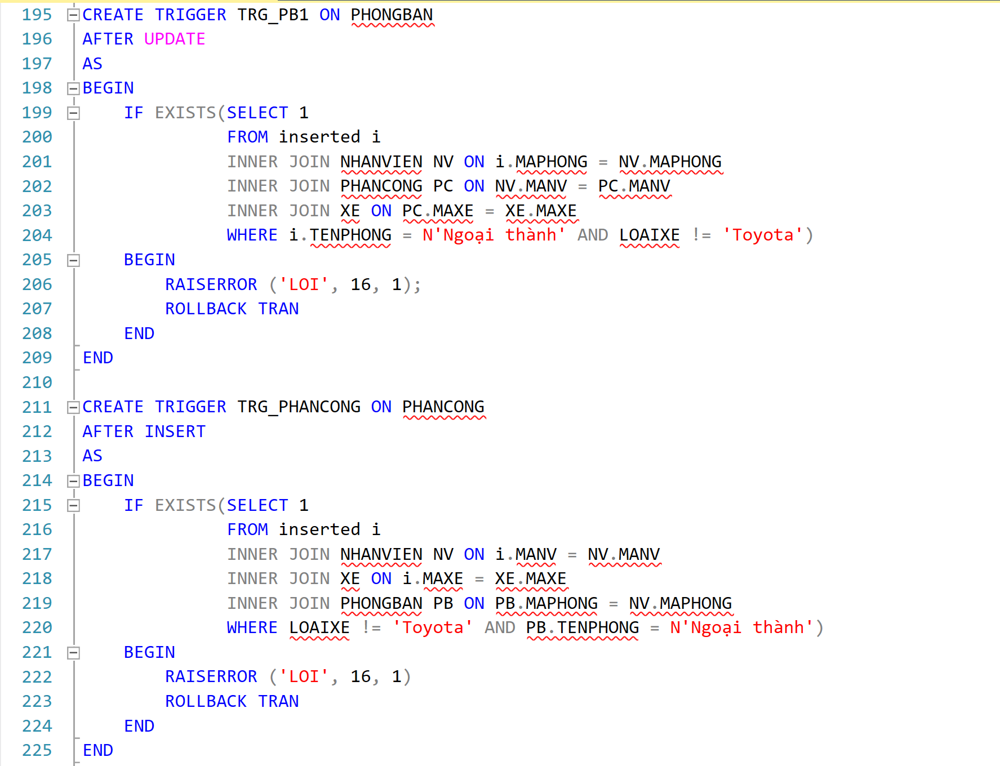 195 CREATE TRIGGER TRG_PB1 ON PHONGBAN
196 AFTER UPDATE
197 AS
198 BEGIN
199     IF EXISTS(SELECT 1
200               FROM inserted i
201               INNER JOIN NHANVIEN NV ON i.MAPHONG = NV.MAPHONG
202               INNER JOIN PHANCONG PC ON NV.MANV = PC.MANV
203               INNER JOIN XE ON PC.MAXE = XE.MAXE
204               WHERE i.TENPHONG = N'Ngoại thành' AND LOAIXE != 'Toyota')
205     BEGIN
206         RAISERROR ('LOI', 16, 1);
207         ROLLBACK TRAN
208     END
209 END
210
211 CREATE TRIGGER TRG_PHANCONG ON PHANCONG
212 AFTER INSERT
213 AS
214 BEGIN
215     IF EXISTS(SELECT 1
216               FROM inserted i
217               INNER JOIN NHANVIEN NV ON i.MANV = NV.MANV
218               INNER JOIN XE ON i.MAXE = XE.MAXE
219               INNER JOIN PHONGBAN PB ON PB.MAPHONG = NV.MAPHONG
220               WHERE LOAIXE != 'Toyota' AND PB.TENPHONG = N'Ngoại thành')
221     BEGIN
222         RAISERROR ('LOI', 16, 1)
223         ROLLBACK TRAN
224     END
225 END